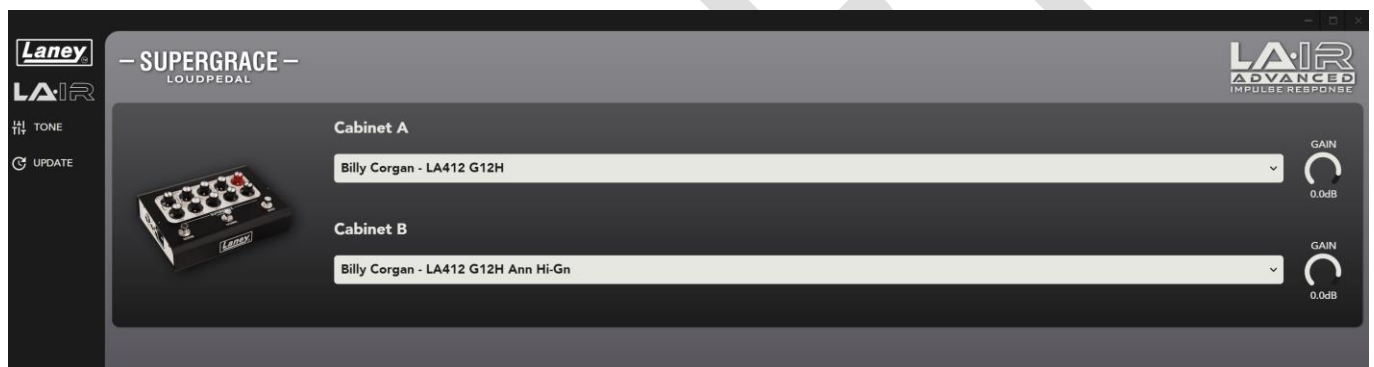 Laney
LA·IR
TONE
UPDATE
– SUPERGRACE –
LOUDPEDAL
LA·IR
ADVANCED
IMPULSE RESPONSE
Cabinet A
Billy Corgan - LA412 G12H
GAIN
0.0dB
Laney
Cabinet B
Billy Corgan - LA412 G12H Ann Hi-Gn
GAIN
0.0dB